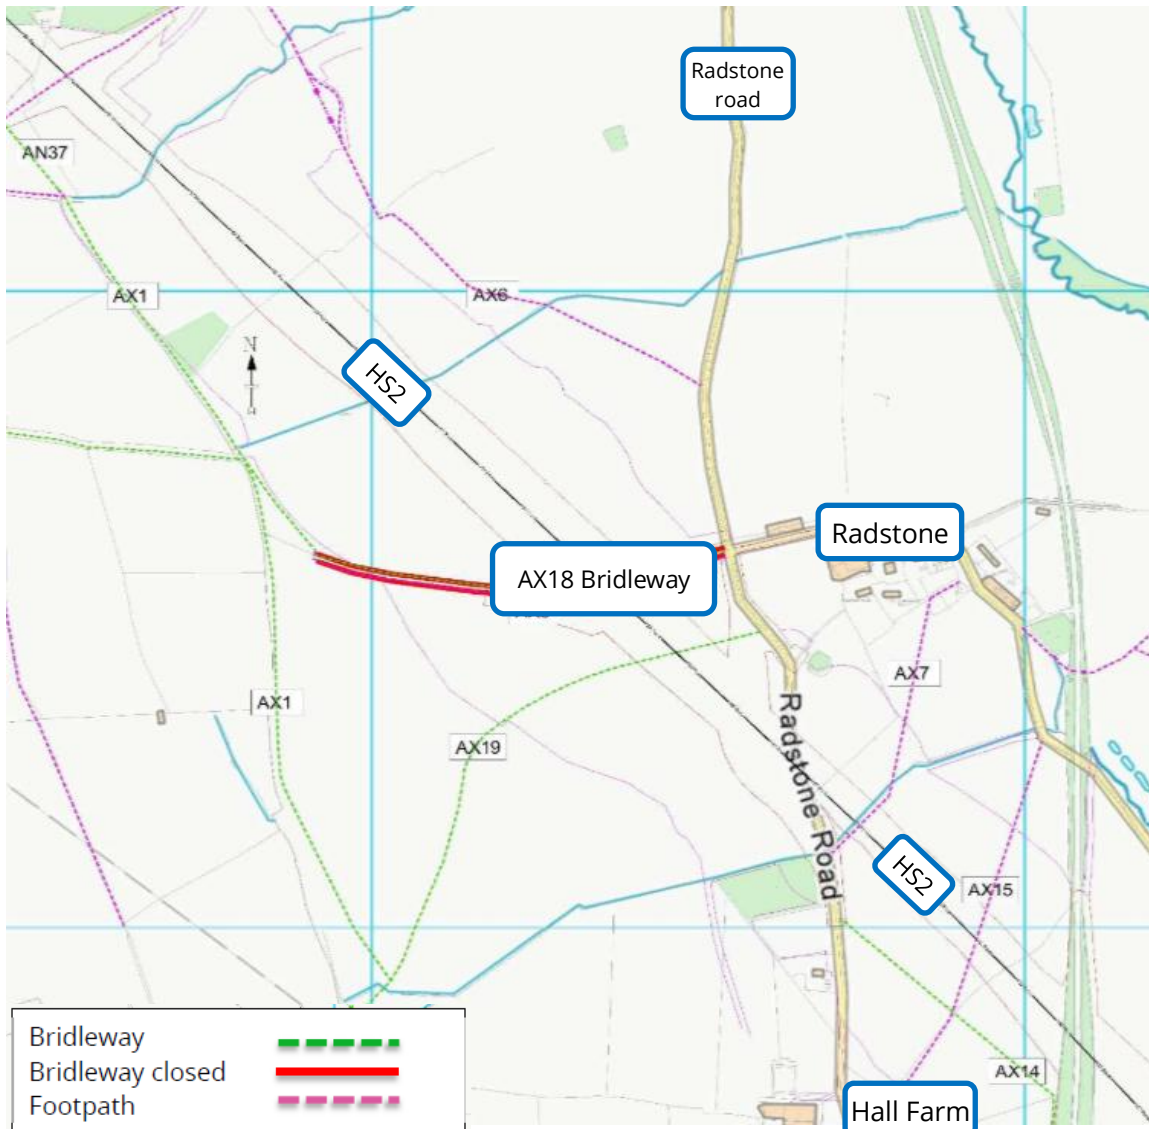 Radstone
road
AN37
AX1
AX6
N
HS2
Radstone
AX18 Bridleway
AX7
AX1
AX19
Radstone Road
HS2
AX15
Bridleway
Bridleway closed
Footpath
AX14
Hall Farm